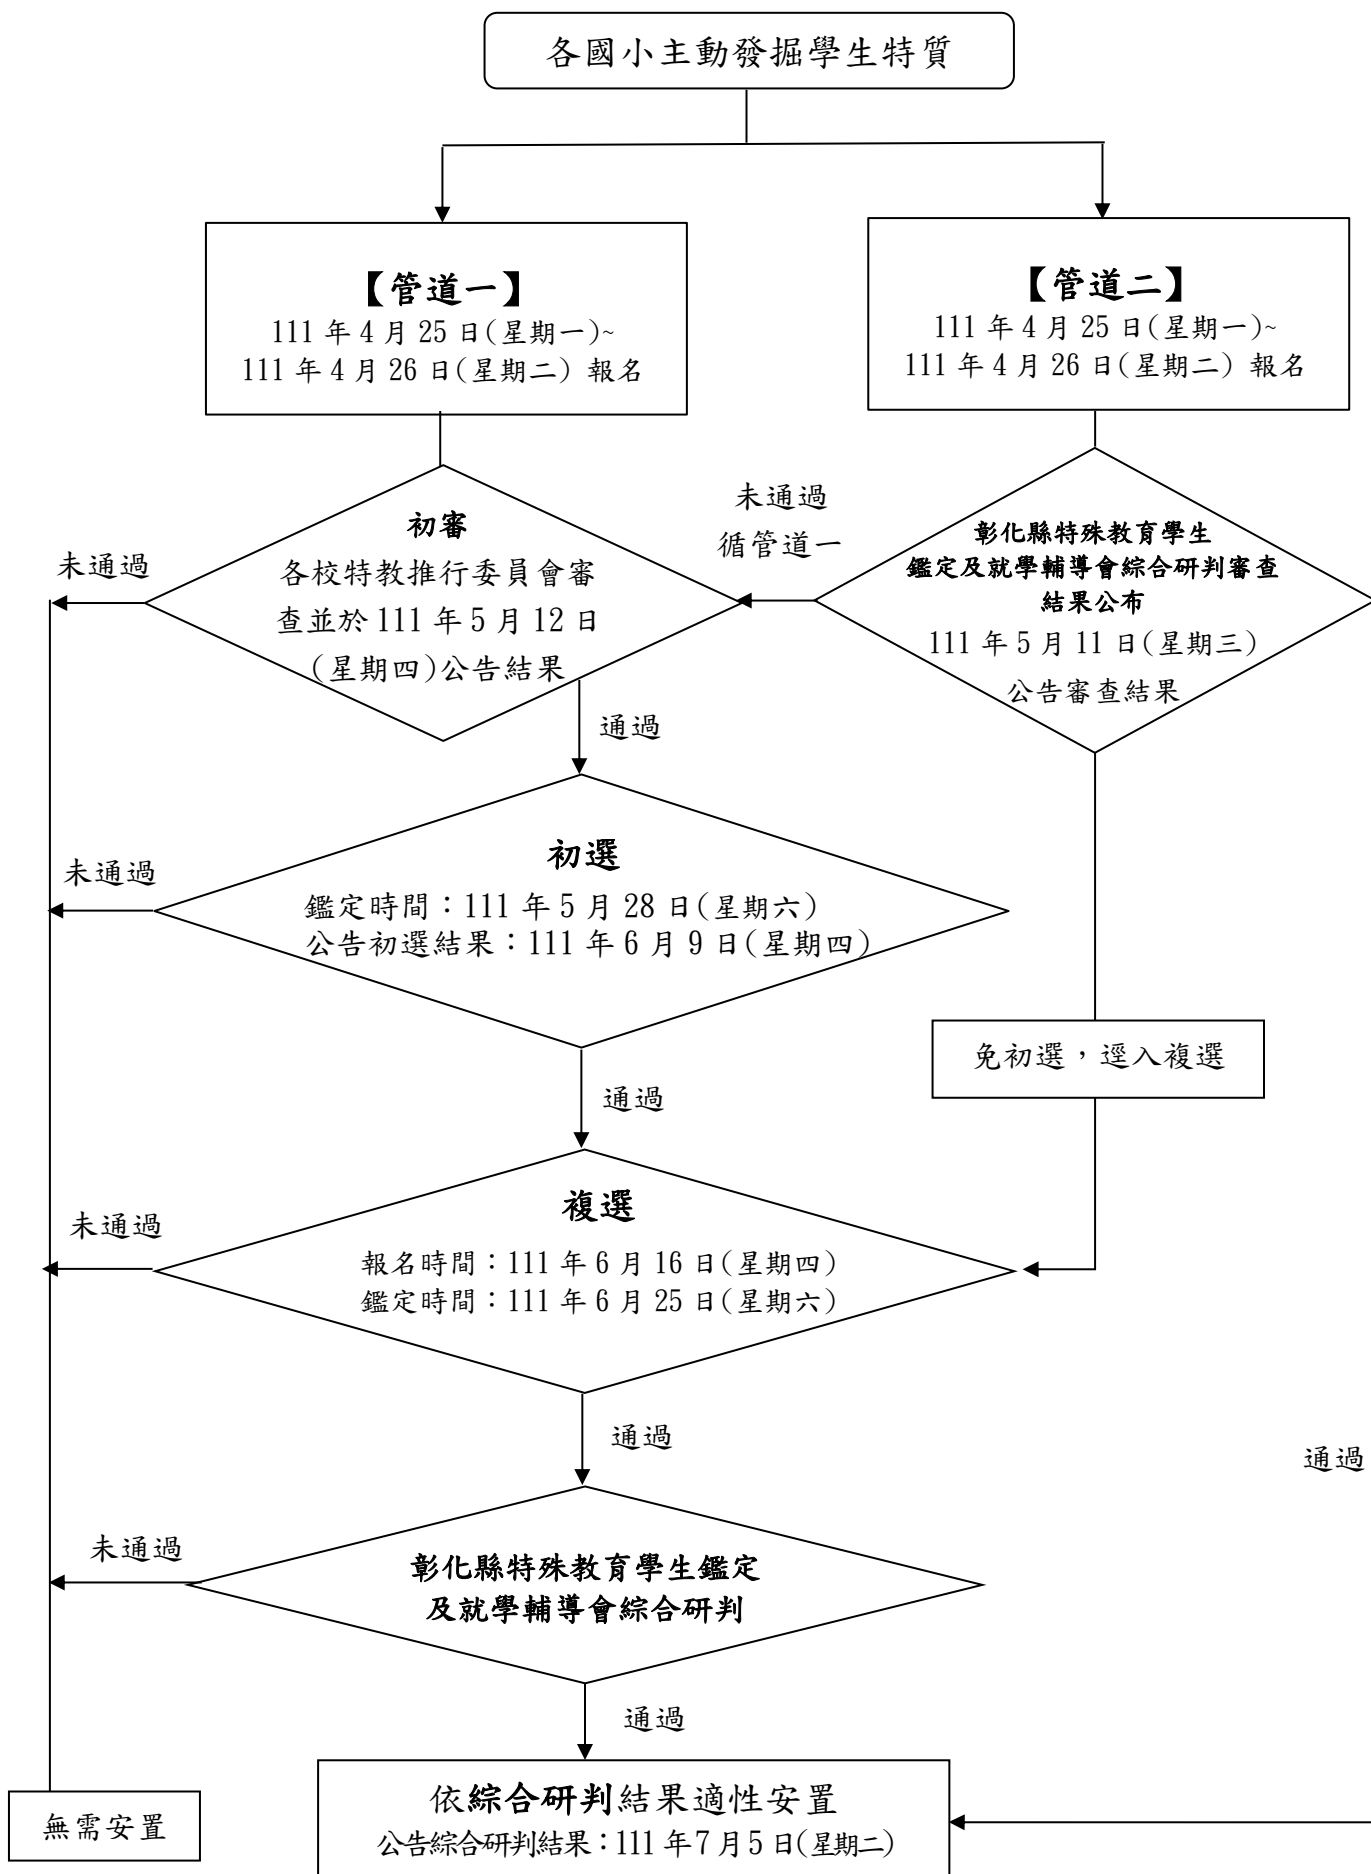 各國小主動發掘學生特質
【管道一】
111 年 4 月 25 日(星期一)~
111 年 4 月 26 日(星期二) 報名
【管道二】
111 年 4 月 25 日(星期一)~
111 年 4 月 26 日(星期二) 報名
未通過
循管道一
初審
各校特教推行委員會審
查並於 111 年 5 月 12 日
(星期四)公告結果
未通過
彰化縣特殊教育學生
鑑定及就學輔導會綜合研判審查
結果公布
111 年 5 月 11 日(星期三)
公告審查結果
通過
初選
鑑定時間：111 年 5 月 28 日(星期六)
公告初選結果：111 年 6 月 9 日(星期四)
未通過
免初選，逕入複選
通過
複選
報名時間：111 年 6 月 16 日(星期四)
鑑定時間：111 年 6 月 25 日(星期六)
未通過
通過
通過
未通過
彰化縣特殊教育學生鑑定
及就學輔導會綜合研判
通過
無需安置
依綜合研判結果適性安置
公告綜合研判結果：111 年 7 月 5 日(星期二)